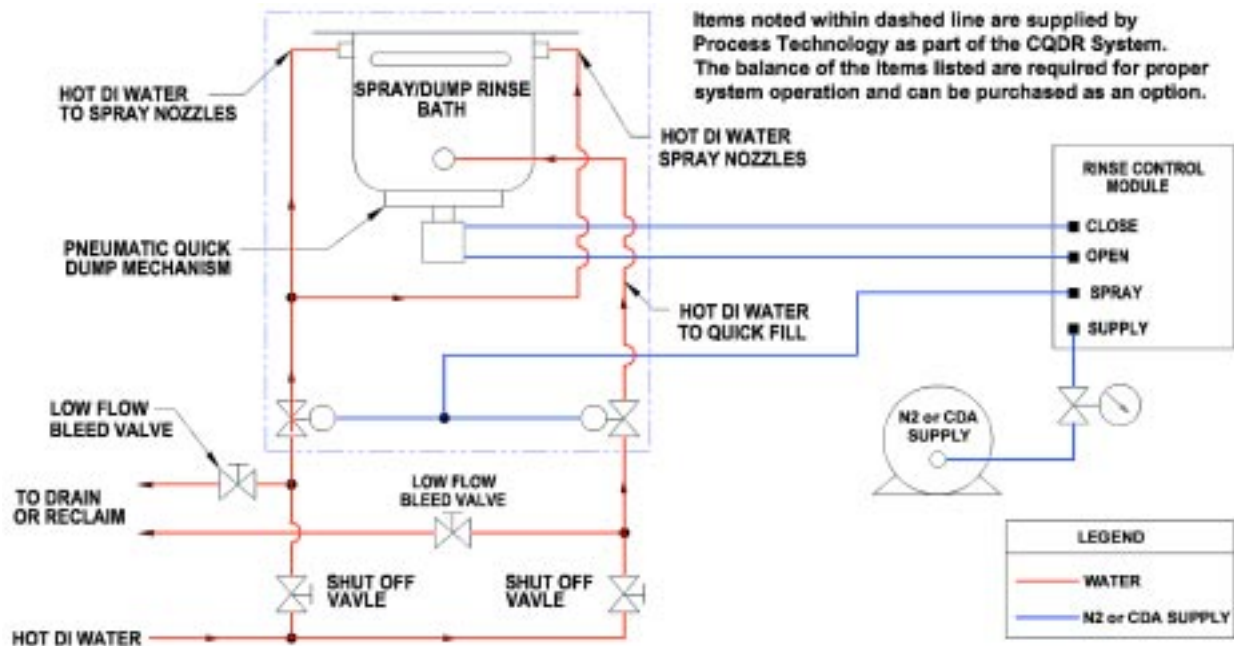 Items noted within dashed line are supplied by
Process Technology as part of the CQDR System.
The balance of the items listed are required for proper
system operation and can be purchased as an option.
HOT DI WATER
TO SPRAY NOZZLES
SPRAY/DUMP RINSE
BATH
HOT DI WATER
SPRAY NOZZLES
RINSE CONTROL
MODULE
CLOSE
OPEN
SPRAY
SUPPLY
PNEUMATIC QUICK
DUMP MECHANISM
HOT DI WATER
TO QUICK FILL
LOW FLOW
BLEED VALVE
N2 or CDA
SUPPLY
TO DRAIN
OR RECLAIM
LOW FLOW
BLEED VALVE
SHUT OFF
VAVLE
SHUT OFF
VAVLE
HOT DI WATER
LEGEND
WATER
N2 or CDA SUPPLY